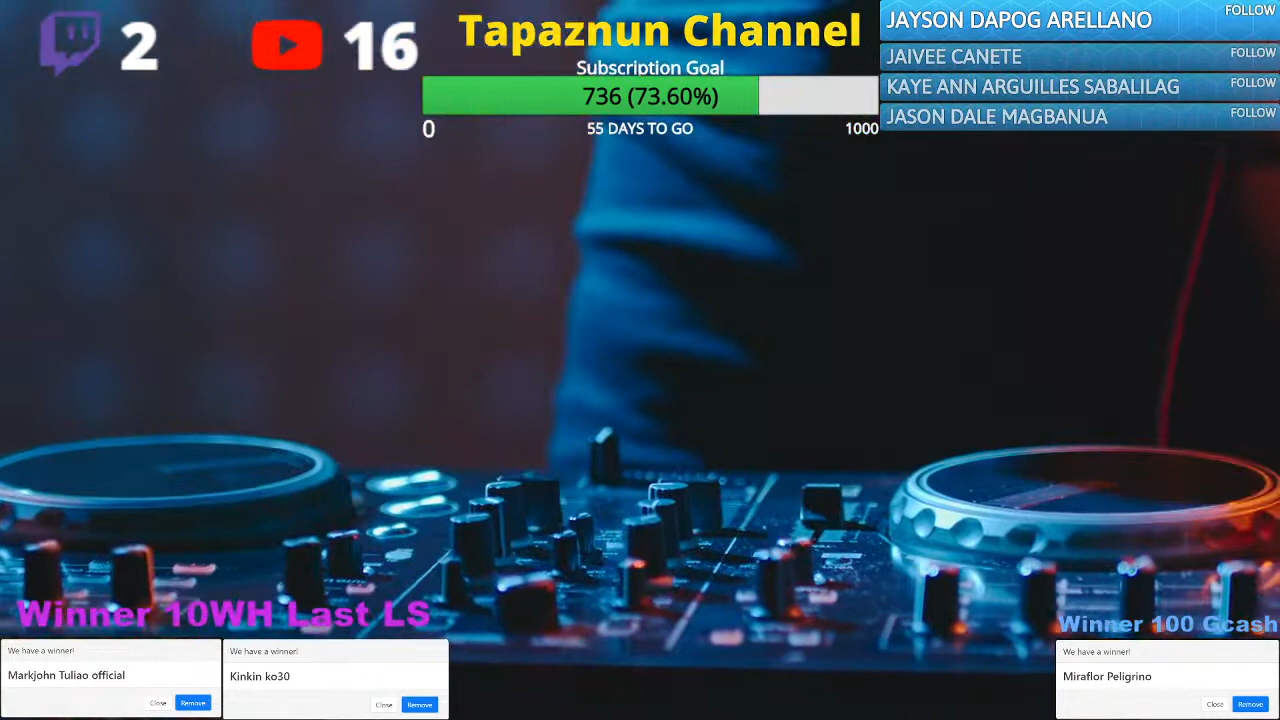 2
16
Tapaznun Channel
Subscription Goal
736 (73.60%)
0
55 DAYS TO GO
1000
JAYSON DAPOG ARELLANO
FOLLOW
JAIVEE CANETE
FOLLOW
KAYE ANN ARGUILLES SABALILAG
FOLLOW
JASON DALE MAGBANUA
FOLLOW
Winner 10WH Last LS
We have a winner!
Markjohn Tuliao official
Close
Remove
We have a winner!
Kinkin ko30
Close
Remove
Winner 100 Gcash
We have a winner!
Miraflor Peligrino
Close
Remove